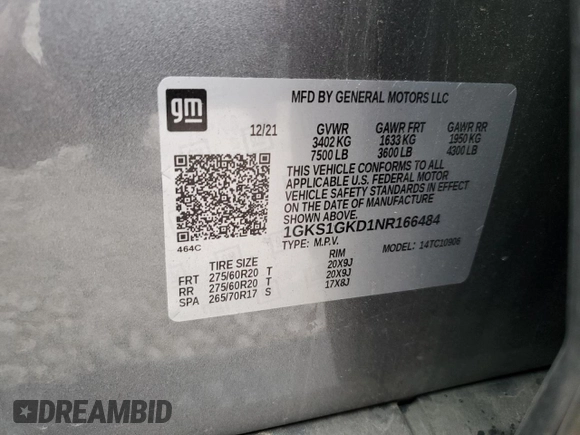 gm
MFD BY GENERAL MOTORS LLC
12/21 GVWR GAWR FRT GAWR RR
3402 KG 1633 KG 1950 KG
7500 LB 3600 LB 4300 LB
THIS VEHICLE CONFORMS TO ALL
APPLICABLE U.S. FEDERAL MOTOR
VEHICLE SAFETY STANDARDS IN EFFECT
ON THE DATE OF MANUFACTURE
SHOWN ABOVE.
1GKS1GKD1NR166484
TYPE: M.P.V. MODEL: 14TC10906
464C
TIRE SIZE RIM
FRT 275/60R20 T 20X9J
RR 275/60R20 T 20X9J
SPA 265/70R17 S 17X8J
DREAMBID